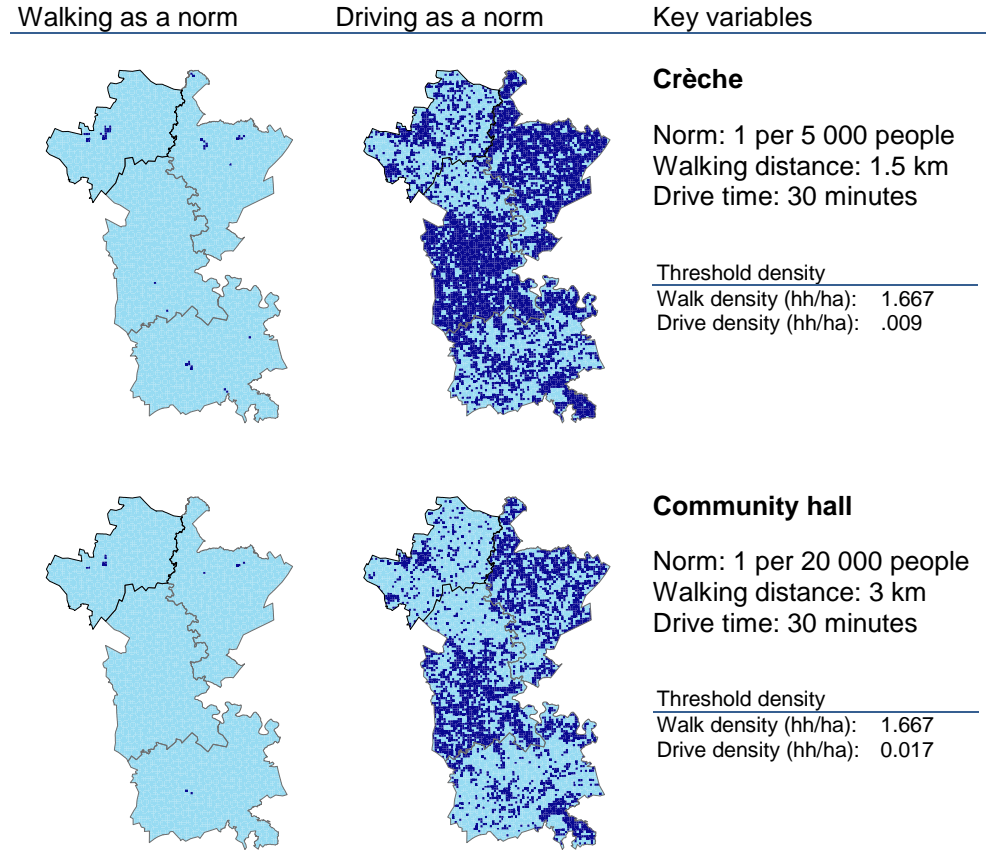 Walking as a norm Driving as a norm Key variables
Crèche
Norm: 1 per 5 000 people
Walking distance: 1.5 km
Drive time: 30 minutes
Threshold density
Walk density (hh/ha): 1.667
Drive density (hh/ha): .009
Community hall
Norm: 1 per 20 000 people
Walking distance: 3 km
Drive time: 30 minutes
Threshold density
Walk density (hh/ha): 1.667
Drive density (hh/ha): 0.017